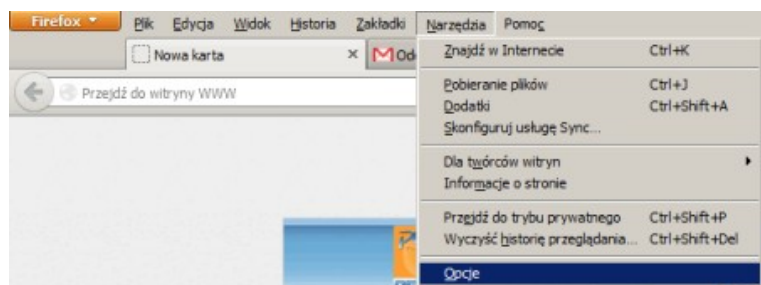 Firefox Plik Edycja Widok Historia Zakładki Narzędzia Pomoc
Nowa karta × Od
Przejdź do witryny WWW
Znajdź w Internecie Ctrl+K
Pobieranie plików Ctrl+J
Dodatki Ctrl+Shift+A
Skonfiguruj usługę Sync...
Dla twórców witryn
Informacje o stronie
Przejdź do trybu prywatnego Ctrl+Shift+P
Wyczyść historię przeglądania... Ctrl+Shift+Del
Opcje